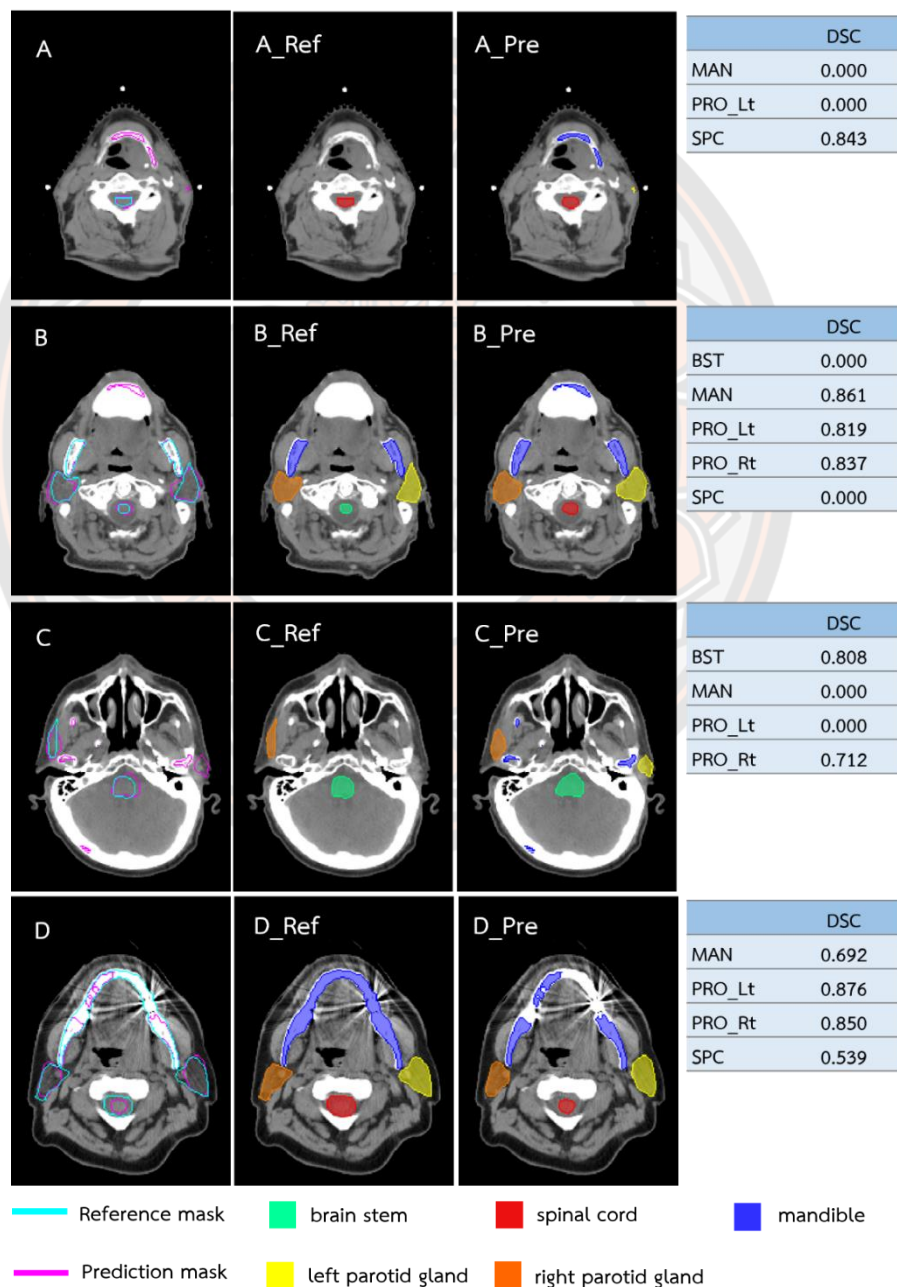 A
A_Ref
A_Pre
DSC
MAN 0.000
PRO_Lt 0.000
SPC 0.843
B
B_Ref
B_Pre
DSC
BST 0.000
MAN 0.861
PRO_Lt 0.819
PRO_Rt 0.837
SPC 0.000
C
C_Ref
C_Pre
DSC
BST 0.808
MAN 0.000
PRO_Lt 0.000
PRO_Rt 0.712
D
D_Ref
D_Pre
DSC
MAN 0.692
PRO_Lt 0.876
PRO_Rt 0.850
SPC 0.539
Reference mask brain stem spinal cord mandible
Prediction mask left parotid gland right parotid gland